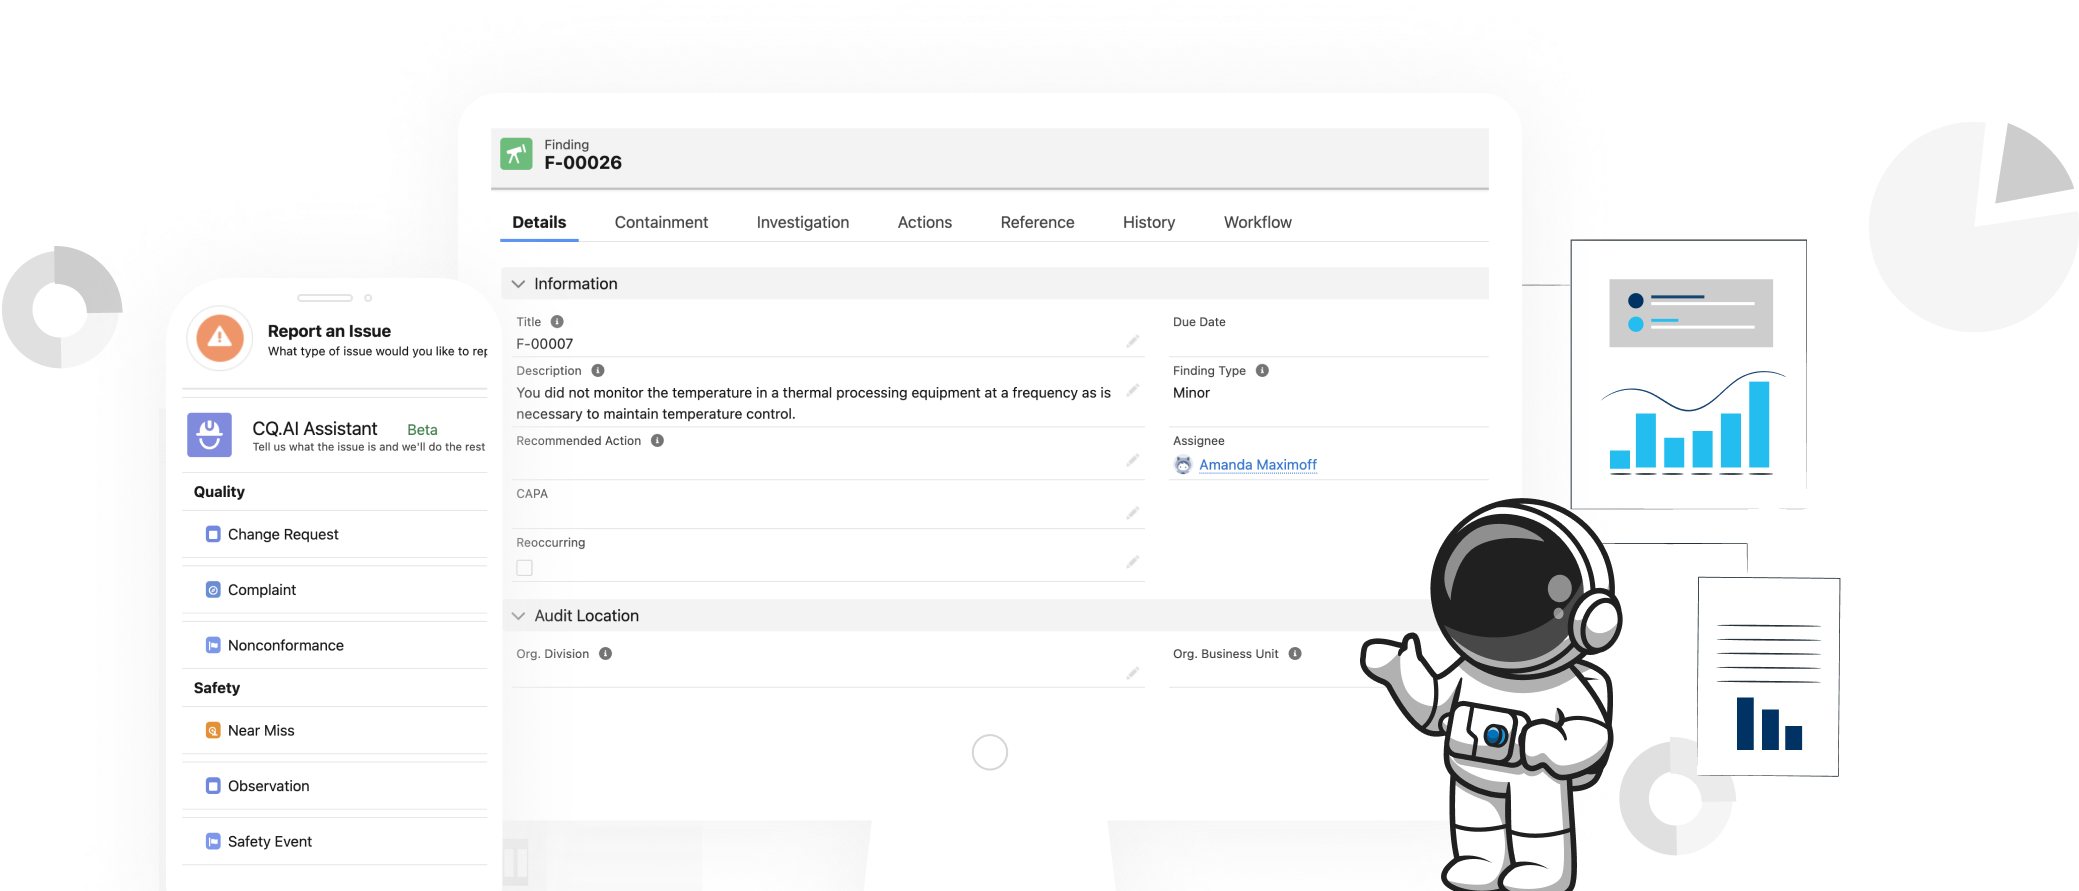 Finding
F-00026
Details
Containment
Investigation
Actions
Reference
History
Workflow
Information
Title
F-00007
Due Date
Description
You did not monitor the temperature in a thermal processing equipment at a frequency as is
necessary to maintain temperature control.
Finding Type
Minor
Recommended Action
Assignee
Amanda Maximoff
CAPA
Reoccurring
Audit Location
Org. Division
Org. Business Unit
Report an Issue
What type of issue would you like to rep
CQ.AI Assistant
Beta
Tell us what the issue is and we'll do the rest
Quality
Change Request
Complaint
Nonconformance
Safety
Near Miss
Observation
Safety Event